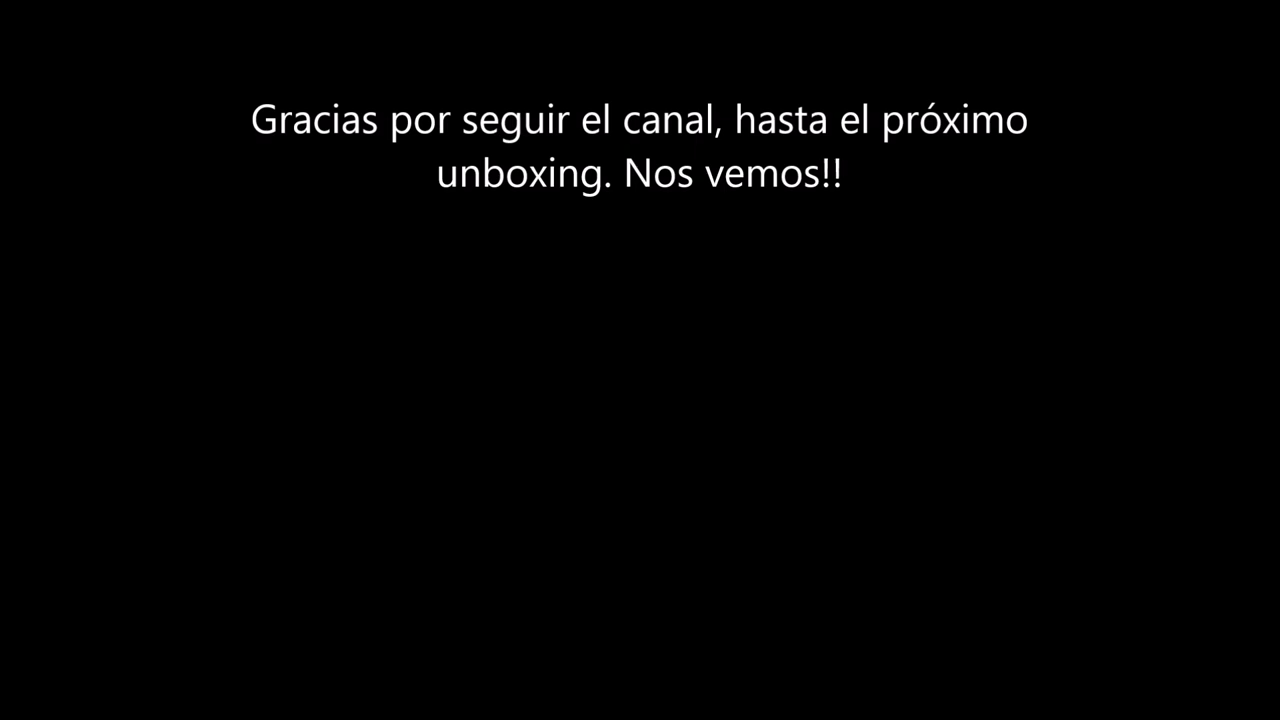 Gracias por seguir el canal, hasta el próximo
unboxing. Nos vemos!!